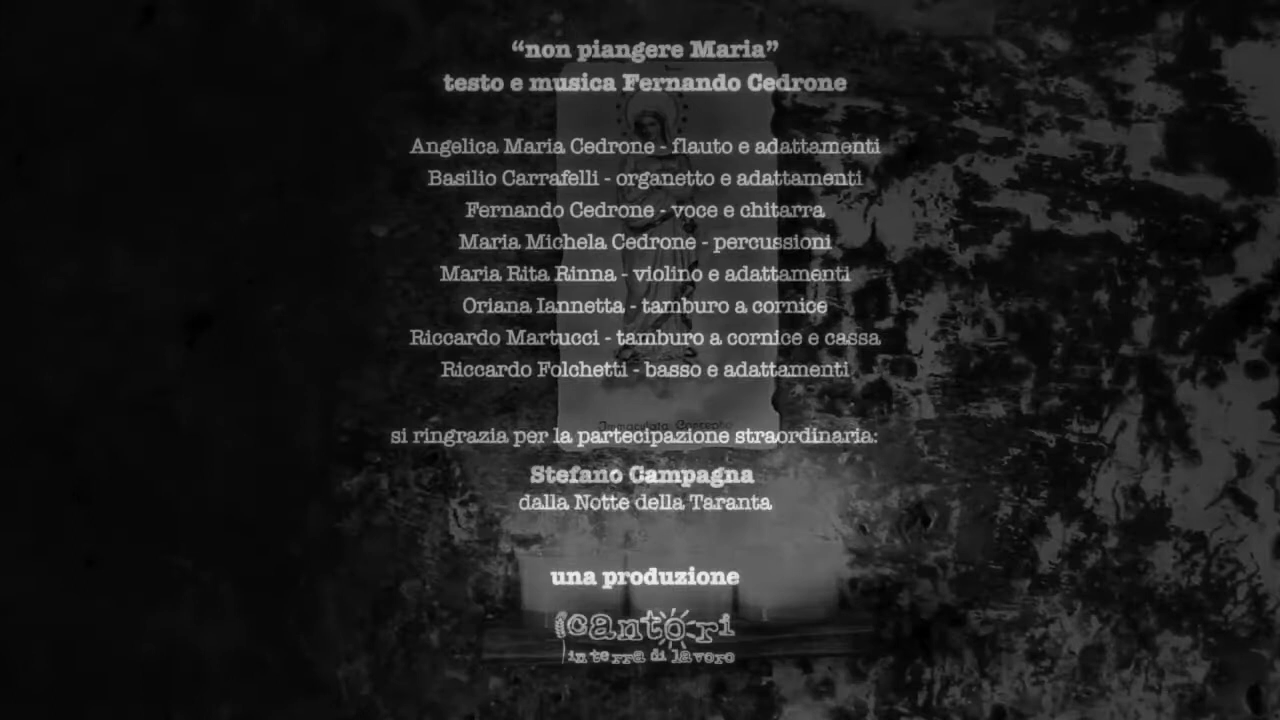 “non piangere Maria”
testo e musica Fernando Cedrone
Angelica Maria Cedrone - flauto e adattamenti
Basilio Carrafelli - organetto e adattamenti
Fernando Cedrone - voce e chitarra
Maria Michela Cedrone - percussioni
Maria Rita Rinna - violino e adattamenti
Oriana Iannetta - tamburo a cornice
Riccardo Martucci - tamburo a cornice e cassa
Riccardo Folchetti - basso e adattamenti
Immaculata
si ringrazia per la partecipazione straordinaria:
Stefano Campagna
dalla Notte della Taranta
una produzione
cantori
in terra di lavoro